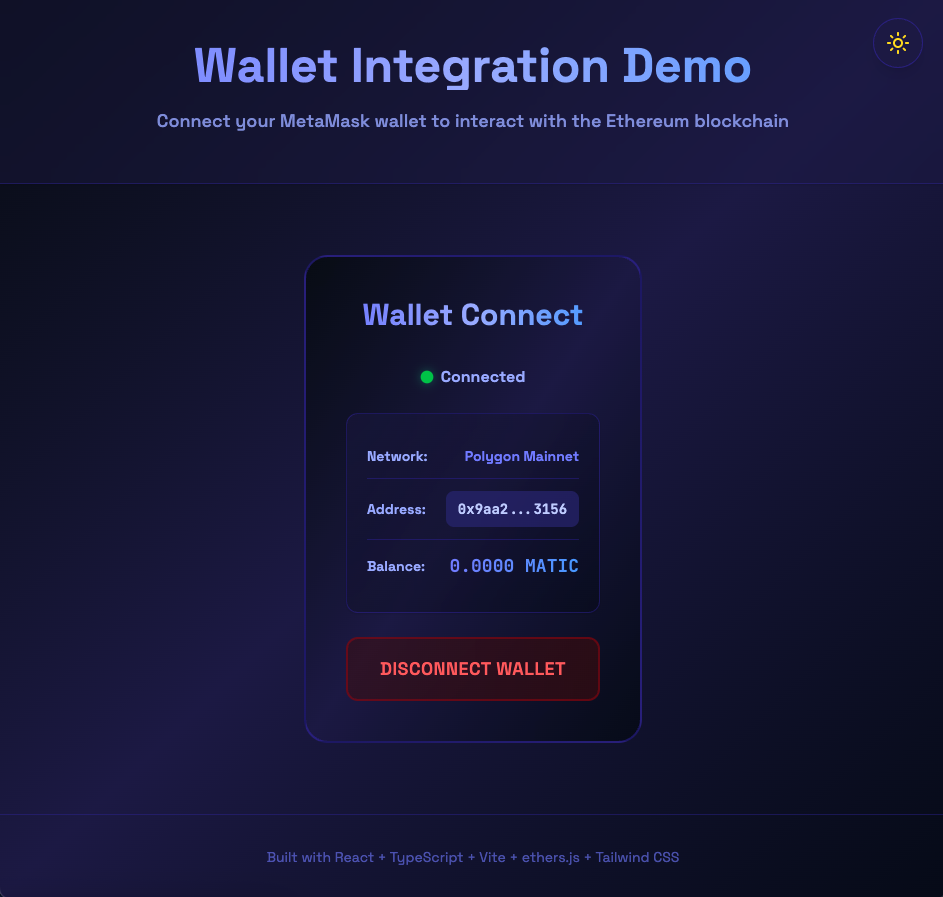 Wallet Integration Demo
Connect your MetaMask wallet to interact with the Ethereum blockchain
Wallet Connect
Connected
Network: Polygon Mainnet
Address: 0x9aa2...3156
Balance: 0.0000 MATIC
DISCONNECT WALLET
Built with React + TypeScript + Vite + ethers.js + Tailwind CSS